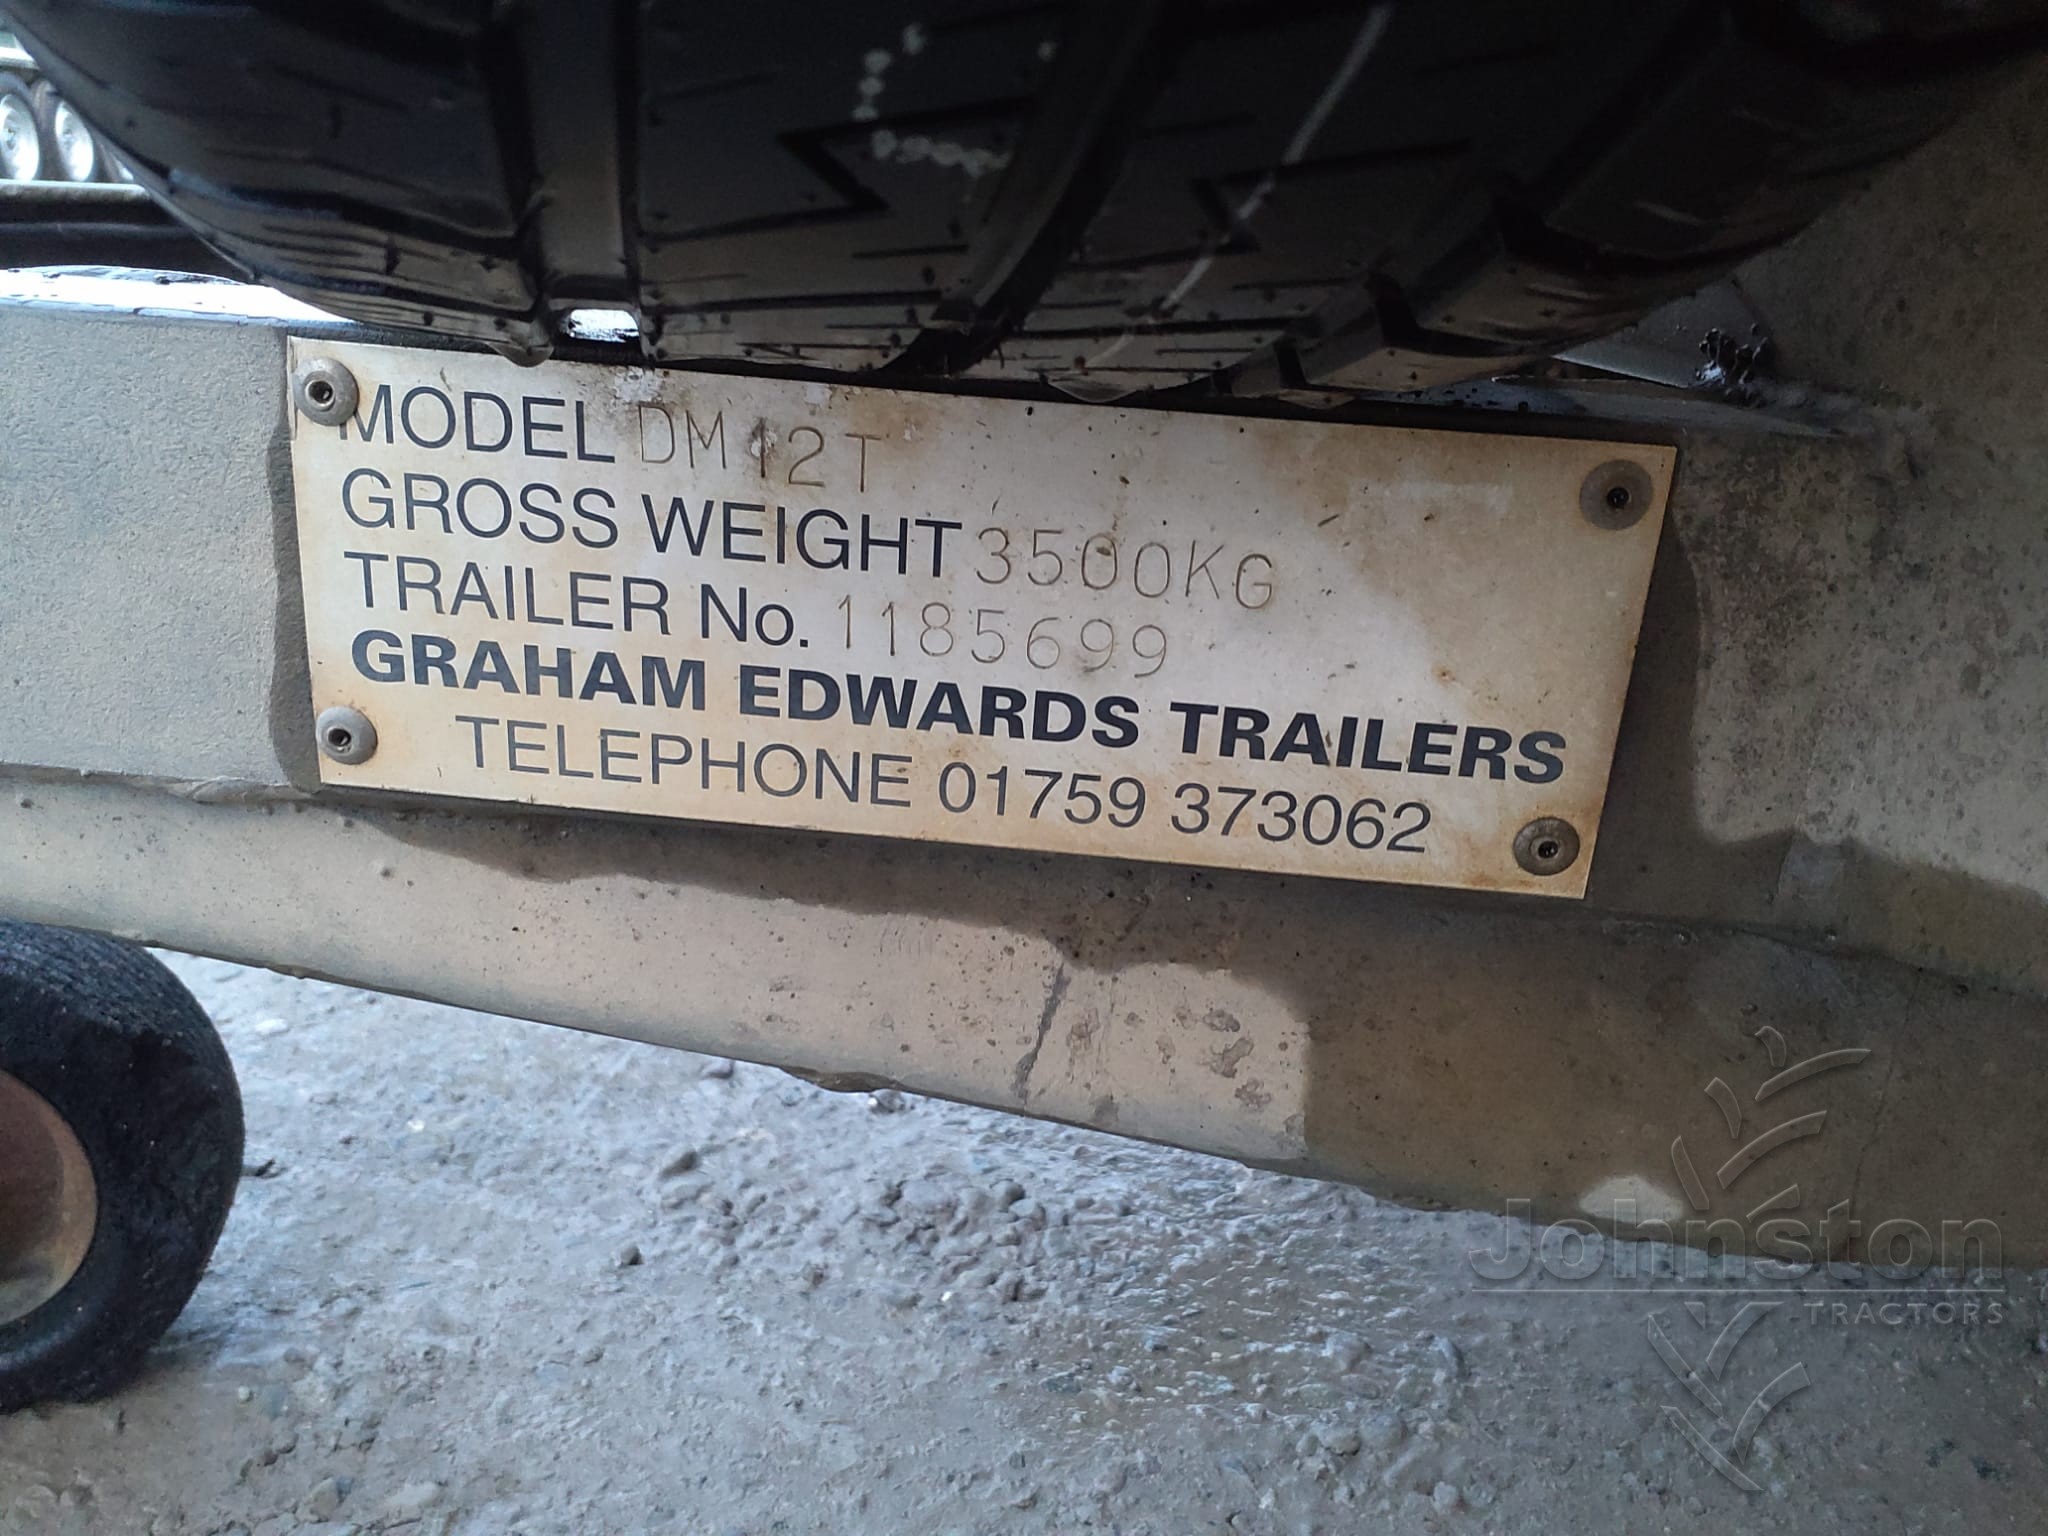 MODEL DM12T
GROSS WEIGHT 3500KG
TRAILER No. 1185699
GRAHAM EDWARDS TRAILERS
TELEPHONE 01759 373062
Johnston
TRACTORS